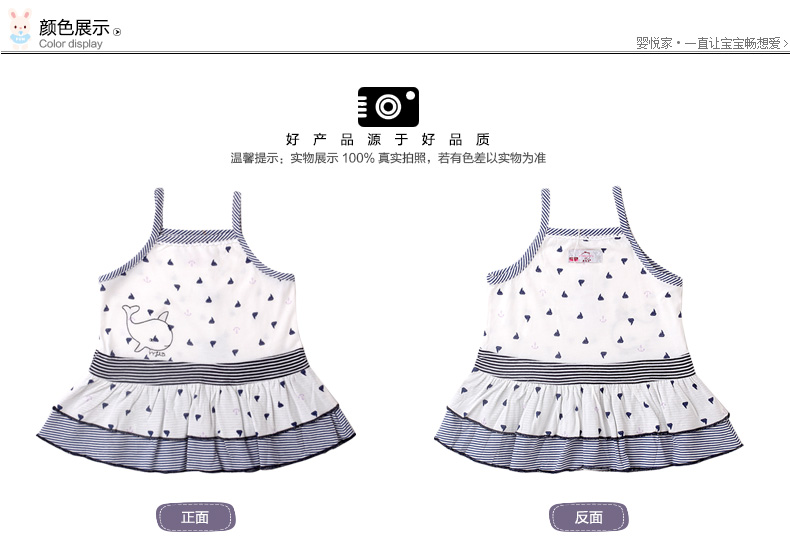 颜色展示
Color display
婴悦家•一直让宝宝畅想爱
好产品源于好品质
温馨提示：实物展示 100% 真实拍照，若有色差以实物为准
正面
反面